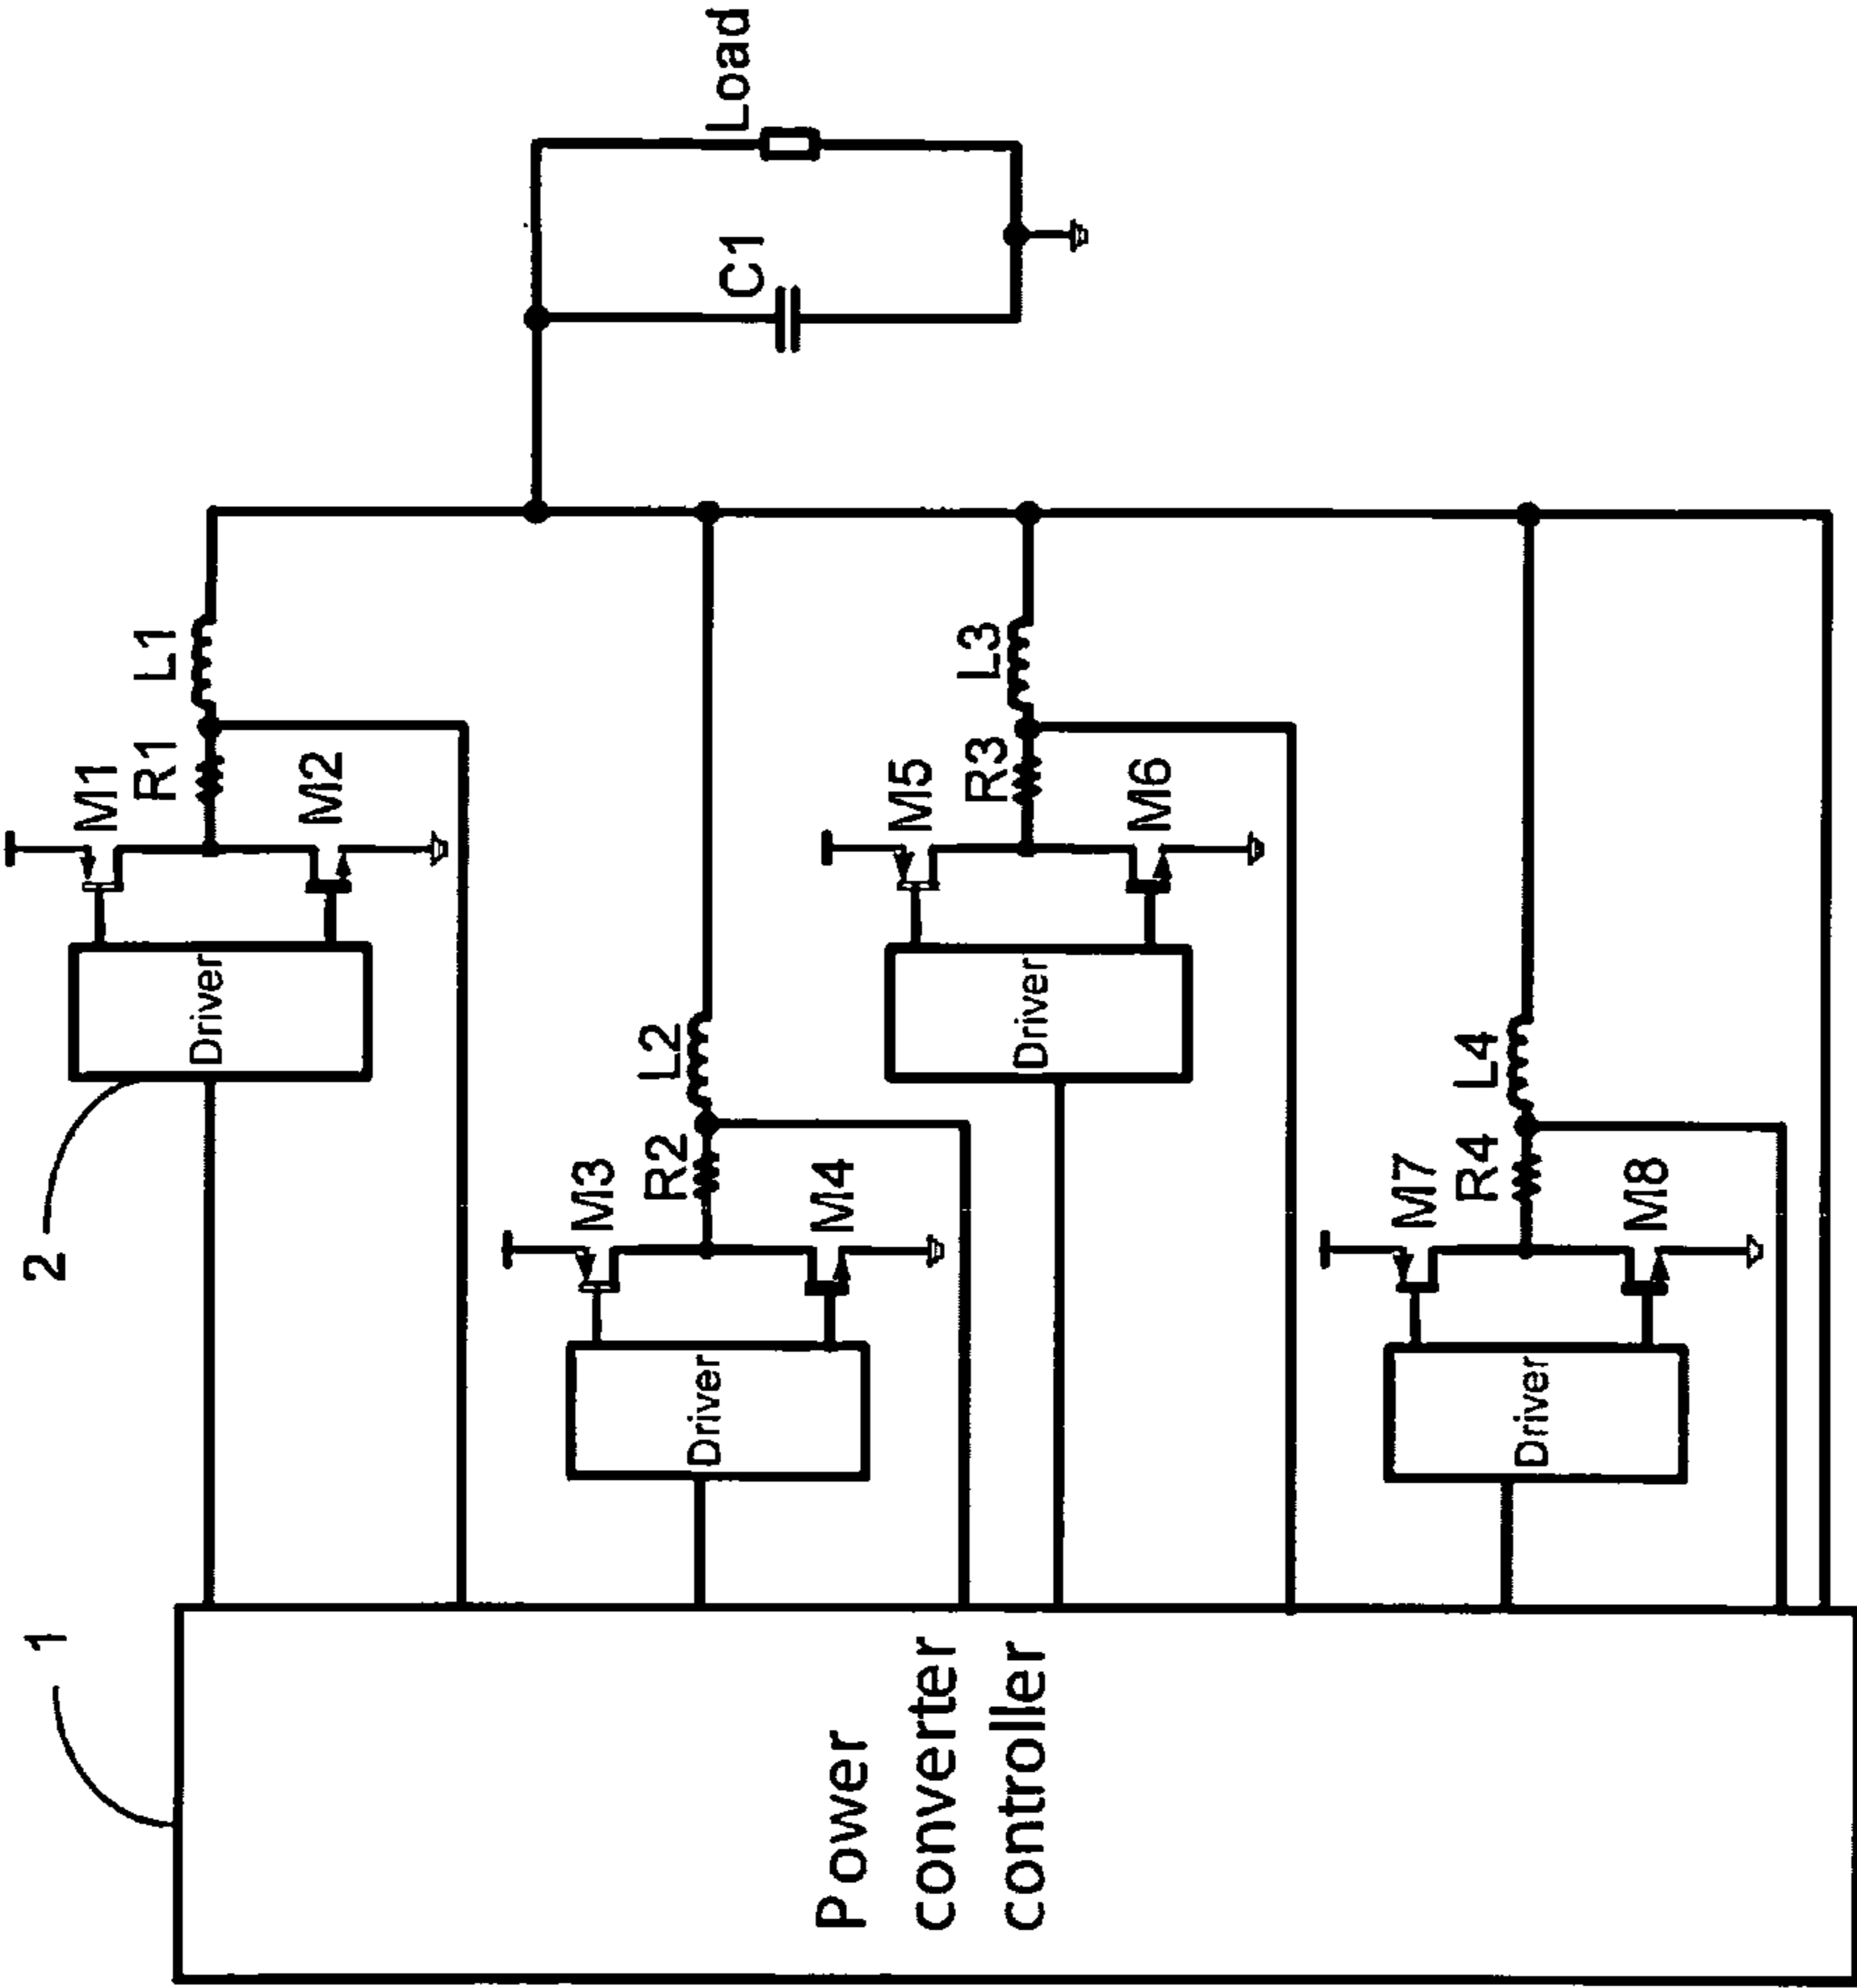 1
2
Power
converter
controller
Driver
M1
R1
L1
M2
Driver
M3
R2
L2
M4
Driver
M5
R3
L3
M6
Driver
M7
R4
L4
M8
C1
Load